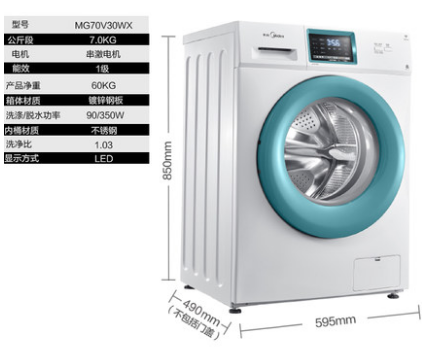 型号 MG70V30WX
公斤段 7.0KG
电机 串激电机
能效 1级
产品净重 60KG
箱体材质 镀锌钢板
洗涤/脱水功率 90/350W
内桶材质 不锈钢
洗净比 1.03
显示方式 LED
Midea
850mm
490mm
(不包括门盖)
595mm